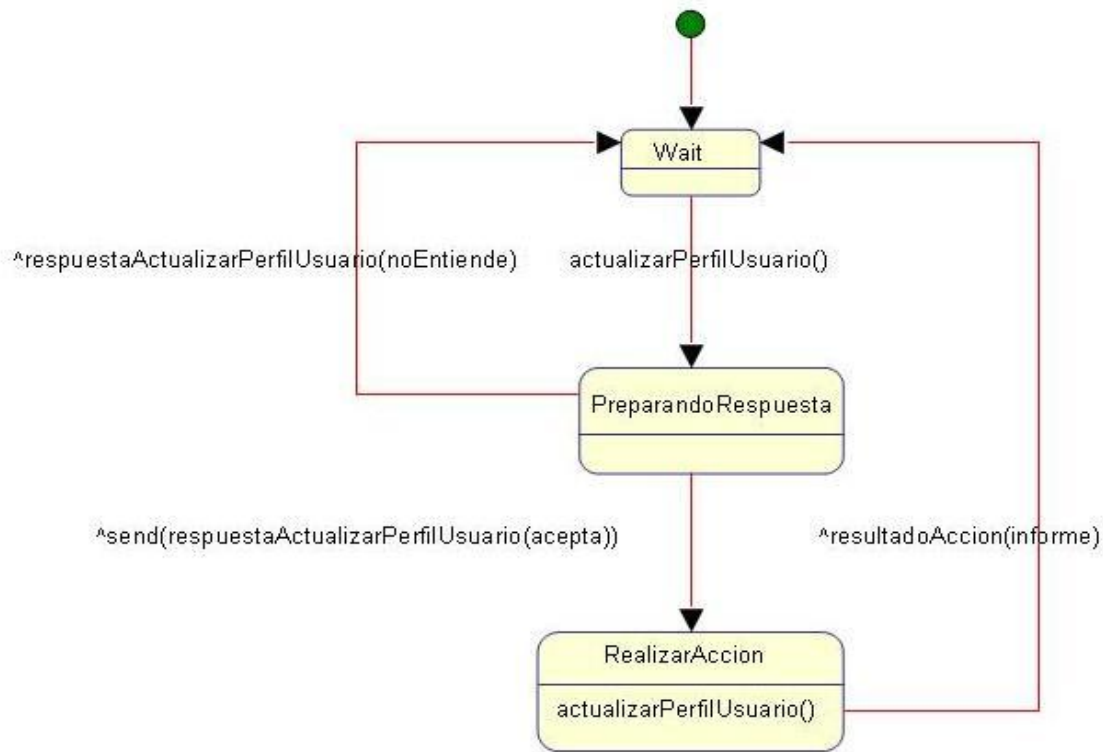 Wait
^respuestaActualizarPerfilUsuario(noEntiende)
actualizarPerfilUsuario()
PreparandoRespuesta
^send(respuestaActualizarPerfilUsuario(acepta))
^resultadoAccion(informe)
RealizarAccion
actualizarPerfilUsuario()